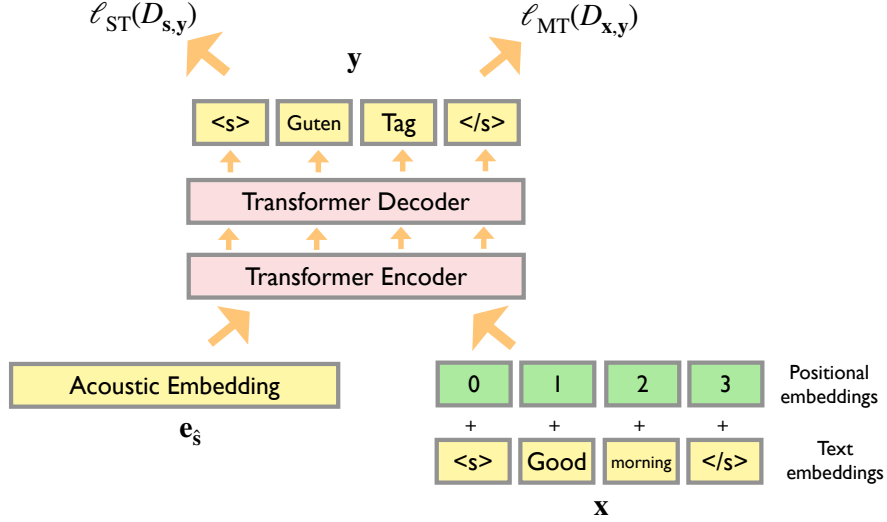 ℓ_ST(D_s,y) ℓ_MT(D_x,y)
y
<s> Guten Tag </s>
Transformer Decoder
Transformer Encoder
Acoustic Embedding
e_ŝ
0 1 2 3
Positional
embeddings
+ + + +
<s> Good morning </s>
Text
embeddings
x